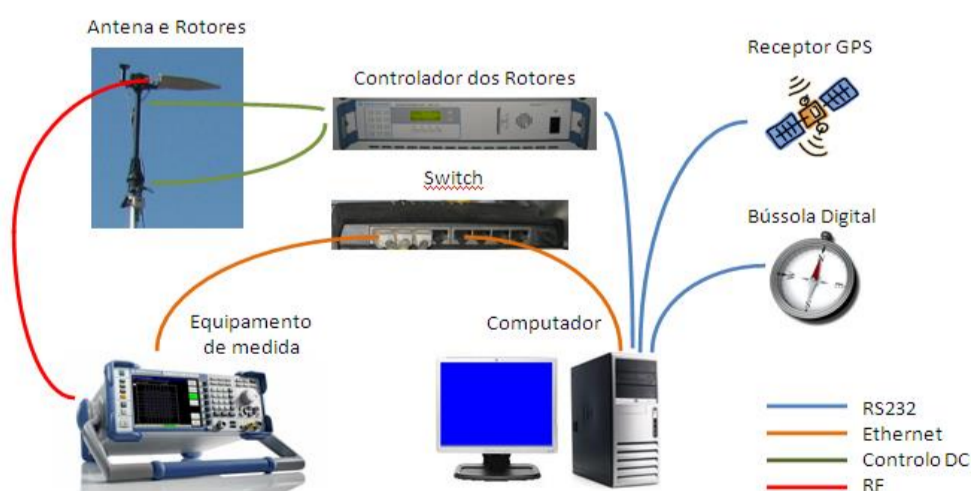 Antena e Rotores
Controlador dos Rotores
Receptor GPS
Switch
Bússola Digital
Equipamento
de medida
Computador
RS232
Ethernet
Controlo DC
RF